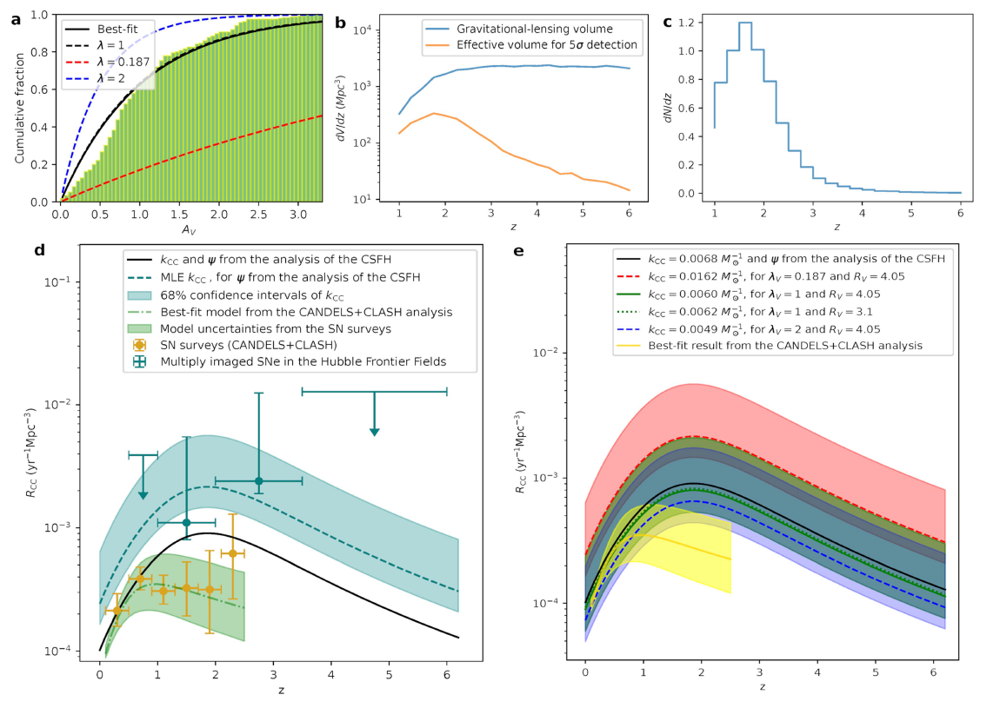 a
Cumulative fraction
1.0
0.8
0.6
0.4
0.2
0.0
Best-fit
λ = 1
λ = 0.187
λ = 2
0.0 0.5 1.0 1.5 2.0 2.5 3.0
A_V
b
dV/dz (Mpc³)
10⁴
10³
10²
10¹
Gravitational-lensing volume
Effective volume for 5σ detection
1 2 3 4 5 6
z
c
dN/dz
1.2
1.0
0.8
0.6
0.4
0.2
0.0
1 2 3 4 5 6
z
d
R_CC (yr⁻¹Mpc⁻³)
10⁻¹
10⁻²
10⁻³
10⁻⁴
k_CC and ψ from the analysis of the CSFH
MLE k_CC , for ψ from the analysis of the CSFH
68% confidence intervals of k_CC
Best-fit model from the CANDELS+CLASH analysis
Model uncertainties from the SN surveys
SN surveys (CANDELS+CLASH)
Multiply imaged SNe in the Hubble Frontier Fields
0 1 2 3 4 5 6
z
e
R_CC (yr⁻¹Mpc⁻³)
10⁻²
10⁻³
10⁻⁴
k_CC = 0.0068 M_⊙⁻¹ and ψ from the analysis of the CSFH
k_CC = 0.0162 M_⊙⁻¹, for λ_V = 0.187 and R_V = 4.05
k_CC = 0.0060 M_⊙⁻¹, for λ_V = 1 and R_V = 4.05
k_CC = 0.0062 M_⊙⁻¹, for λ_V = 1 and R_V = 3.1
k_CC = 0.0049 M_⊙⁻¹, for λ_V = 2 and R_V = 4.05
Best-fit result from the CANDELS+CLASH analysis
0 1 2 3 4 5 6
z